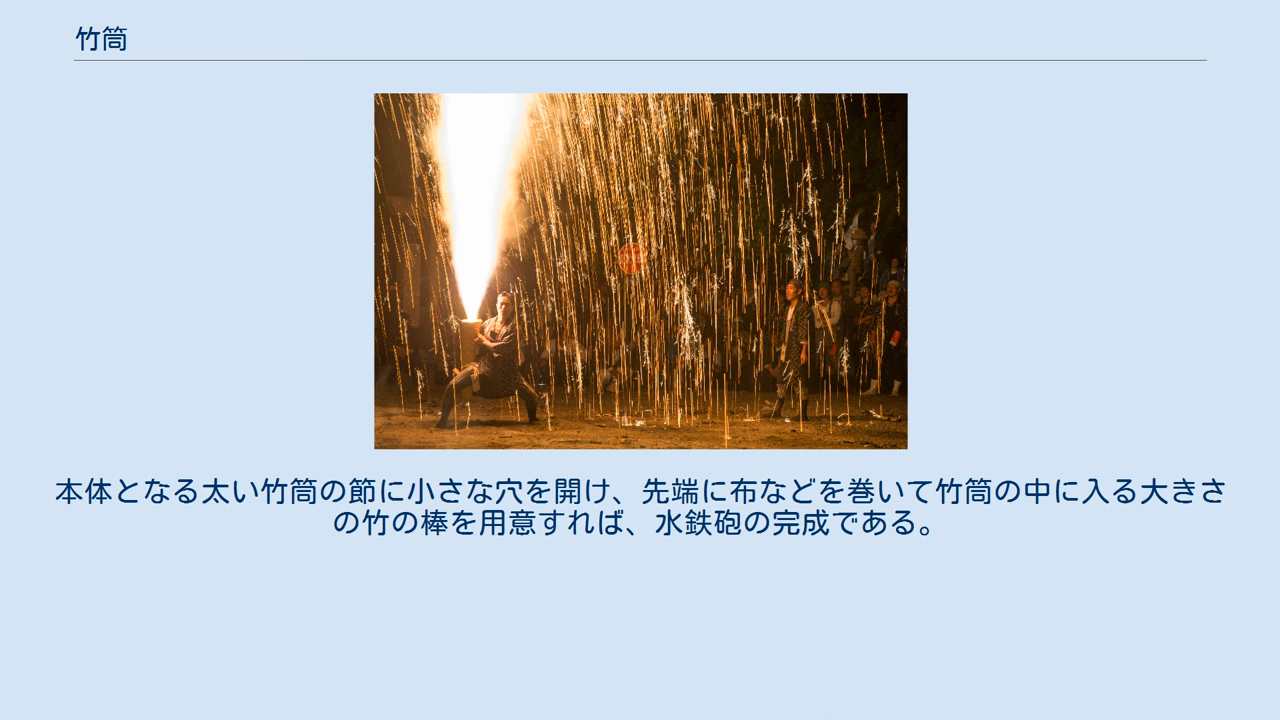 竹筒
本体となる太い竹筒の節に小さな穴を開け、先端に布などを巻いて竹筒の中に入る大きさ
の竹の棒を用意すれば、水鉄砲の完成である。